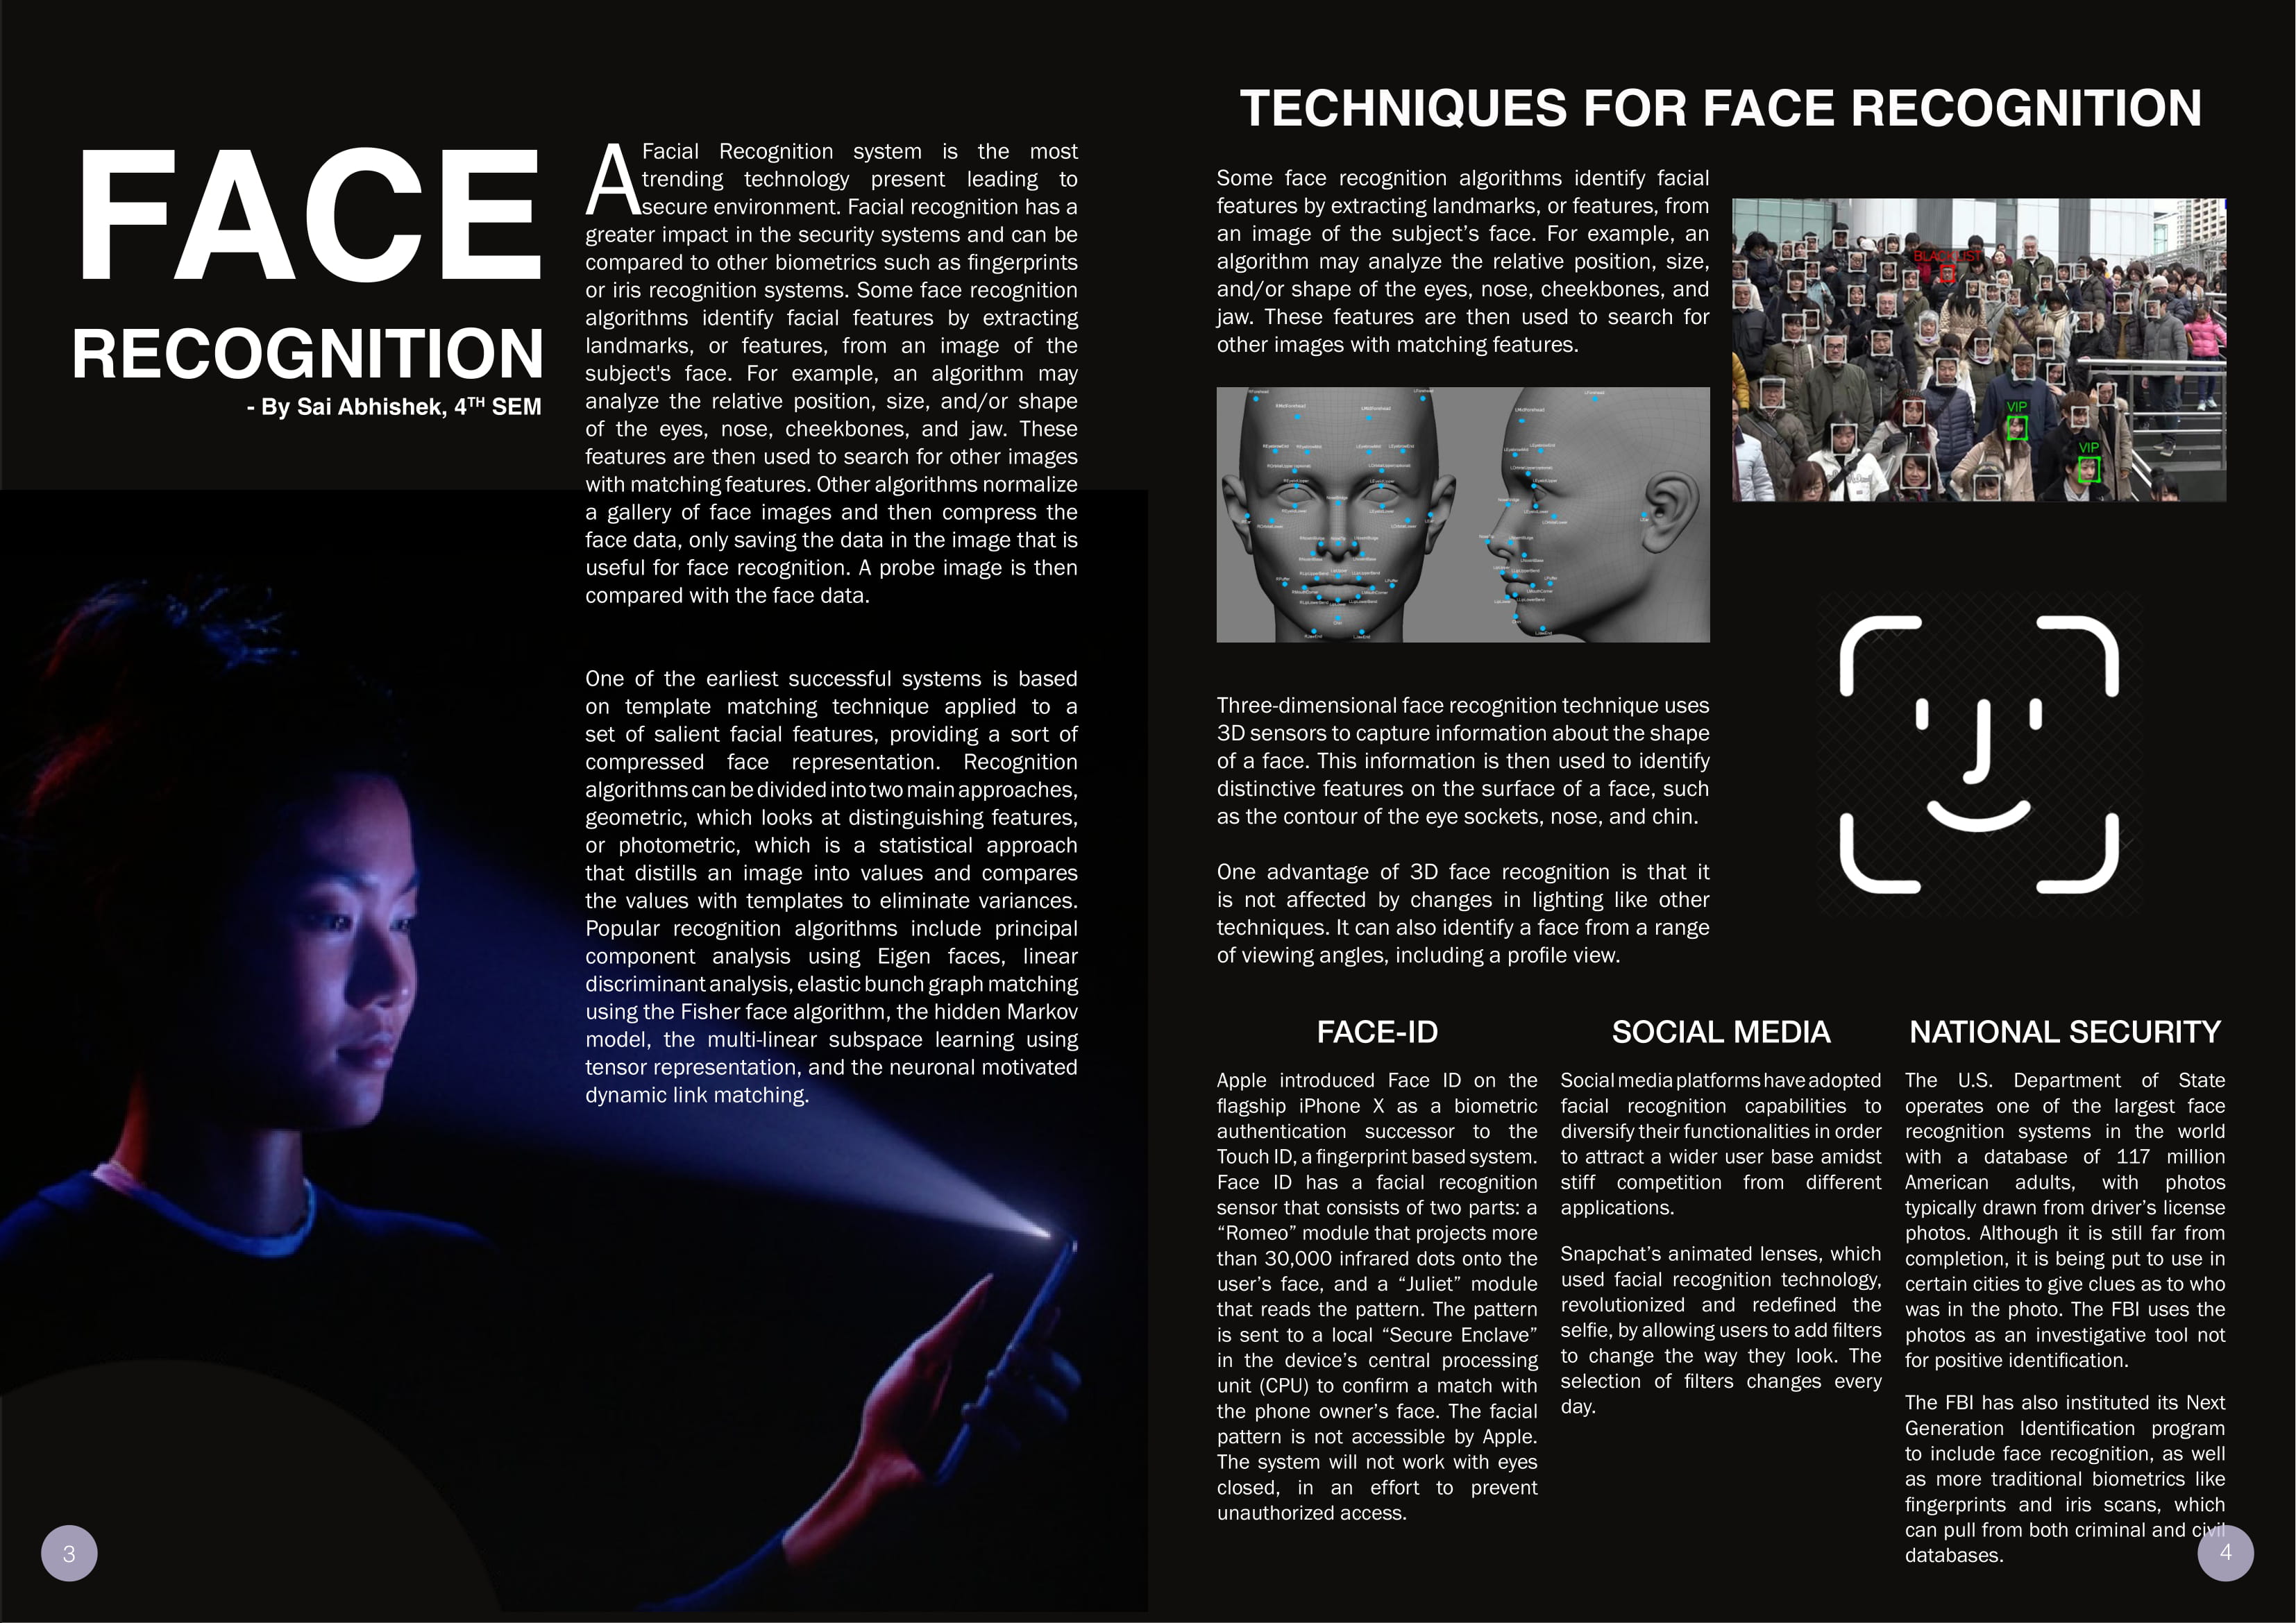 FACE
RECOGNITION
- By Sai Abhishek, 4TH SEM
A Facial Recognition system is the most
trending technology present leading to
secure environment. Facial recognition has a
greater impact in the security systems and can be
compared to other biometrics such as fingerprints
or iris recognition systems. Some face recognition
algorithms identify facial features by extracting
landmarks, or features, from an image of the
subject's face. For example, an algorithm may
analyze the relative position, size, and/or shape
of the eyes, nose, cheekbones, and jaw. These
features are then used to search for other images
with matching features. Other algorithms normalize
a gallery of face images and then compress the
face data, only saving the data in the image that is
useful for face recognition. A probe image is then
compared with the face data.
One of the earliest successful systems is based
on template matching technique applied to a
set of salient facial features, providing a sort of
compressed face representation. Recognition
algorithms can be divided into two main approaches,
geometric, which looks at distinguishing features,
or photometric, which is a statistical approach
that distills an image into values and compares
the values with templates to eliminate variances.
Popular recognition algorithms include principal
component analysis using Eigen faces, linear
discriminant analysis, elastic bunch graph matching
using the Fisher face algorithm, the hidden Markov
model, the multi-linear subspace learning using
tensor representation, and the neuronal motivated
dynamic link matching.
3
TECHNIQUES FOR FACE RECOGNITION
Some face recognition algorithms identify facial
features by extracting landmarks, or features, from
an image of the subject’s face. For example, an
algorithm may analyze the relative position, size,
and/or shape of the eyes, nose, cheekbones, and
jaw. These features are then used to search for
other images with matching features.
BLACKLIST
VIP
VIP
Three-dimensional face recognition technique uses
3D sensors to capture information about the shape
of a face. This information is then used to identify
distinctive features on the surface of a face, such
as the contour of the eye sockets, nose, and chin.
One advantage of 3D face recognition is that it
is not affected by changes in lighting like other
techniques. It can also identify a face from a range
of viewing angles, including a profile view.
FACE-ID
Apple introduced Face ID on the
flagship iPhone X as a biometric
authentication successor to the
Touch ID, a fingerprint based system.
Face ID has a facial recognition
sensor that consists of two parts: a
“Romeo” module that projects more
than 30,000 infrared dots onto the
user’s face, and a “Juliet” module
that reads the pattern. The pattern
is sent to a local “Secure Enclave”
in the device’s central processing
unit (CPU) to confirm a match with
the phone owner’s face. The facial
pattern is not accessible by Apple.
The system will not work with eyes
closed, in an effort to prevent
unauthorized access.
SOCIAL MEDIA
Social media platforms have adopted
facial recognition capabilities to
diversify their functionalities in order
to attract a wider user base amidst
stiff competition from different
applications.
Snapchat’s animated lenses, which
used facial recognition technology,
revolutionized and redefined the
selfie, by allowing users to add filters
to change the way they look. The
selection of filters changes every
day.
NATIONAL SECURITY
The U.S. Department of State
operates one of the largest face
recognition systems in the world
with a database of 117 million
American adults, with photos
typically drawn from driver’s license
photos. Although it is still far from
completion, it is being put to use in
certain cities to give clues as to who
was in the photo. The FBI uses the
photos as an investigative tool not
for positive identification.
The FBI has also instituted its Next
Generation Identification program
to include face recognition, as well
as more traditional biometrics like
fingerprints and iris scans, which
can pull from both criminal and civil
databases.
4